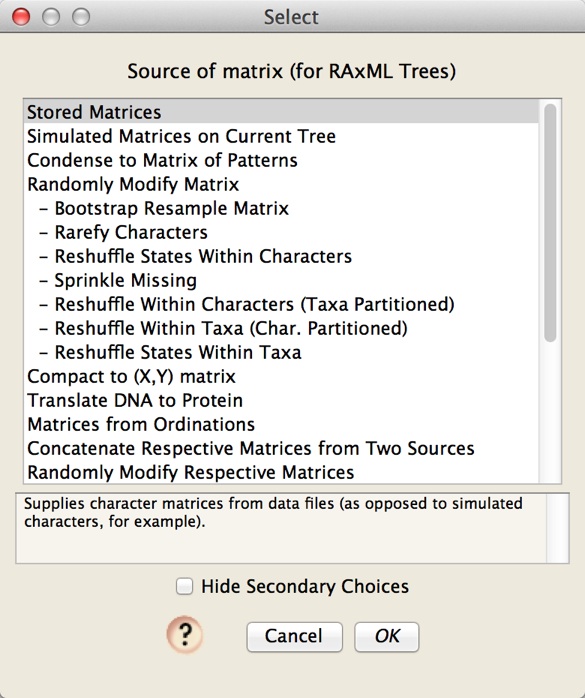 Select
Source of matrix (for RAxML Trees)
Stored Matrices
Simulated Matrices on Current Tree
Condense to Matrix of Patterns
Randomly Modify Matrix
– Bootstrap Resample Matrix
– Rarefy Characters
– Reshuffle States Within Characters
– Sprinkle Missing
– Reshuffle Within Characters (Taxa Partitioned)
– Reshuffle Within Taxa (Char. Partitioned)
– Reshuffle States Within Taxa
Compact to (X,Y) matrix
Translate DNA to Protein
Matrices from Ordinations
Concatenate Respective Matrices from Two Sources
Randomly Modify Respective Matrices
Supplies character matrices from data files (as opposed to simulated
characters, for example).
Hide Secondary Choices
? Cancel OK